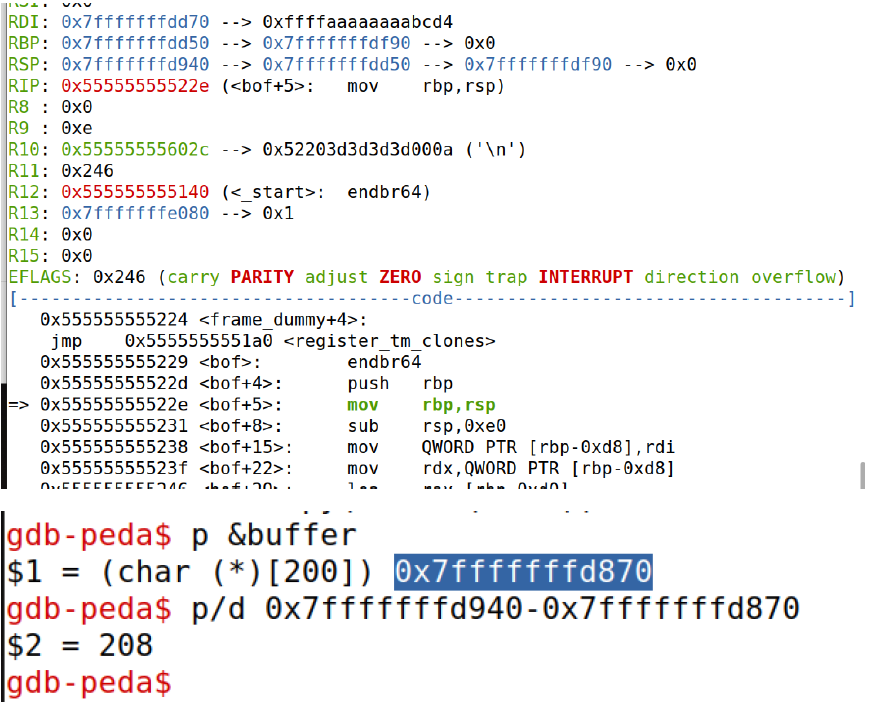 RDI: 0x7fffffffdd70 --> 0xffffaaaaaaaabcd4
RBP: 0x7fffffffdd50 --> 0x7fffffffdf90 --> 0x0
RSP: 0x7fffffffd940 --> 0x7fffffffdd50 --> 0x7fffffffdf90 --> 0x0
RIP: 0x55555555522e (<bof+5>: mov rbp,rsp)
R8 : 0x0
R9 : 0xe
R10: 0x55555555602c --> 0x52203d3d3d3d000a ('\n')
R11: 0x246
R12: 0x555555555140 (<_start>: endbr64)
R13: 0x7fffffffe080 --> 0x1
R14: 0x0
R15: 0x0
EFLAGS: 0x246 (carry PARITY adjust ZERO sign trap INTERRUPT direction overflow)
[-------------------------------------code-------------------------------------]
0x555555555224 <frame_dummy+4>:
jmp 0x5555555551a0 <register_tm_clones>
0x555555555229 <bof>: endbr64
0x55555555522d <bof+4>: push rbp
=> 0x55555555522e <bof+5>: mov rbp,rsp
0x555555555231 <bof+8>: sub rsp,0xe0
0x555555555238 <bof+15>: mov QWORD PTR [rbp-0xd8],rdi
0x55555555523f <bof+22>: mov rdx,QWORD PTR [rbp-0xd8]
gdb-peda$ p &buffer
$1 = (char (*)[200]) 0x7fffffffd870
gdb-peda$ p/d 0x7fffffffd940-0x7fffffffd870
$2 = 208
gdb-peda$